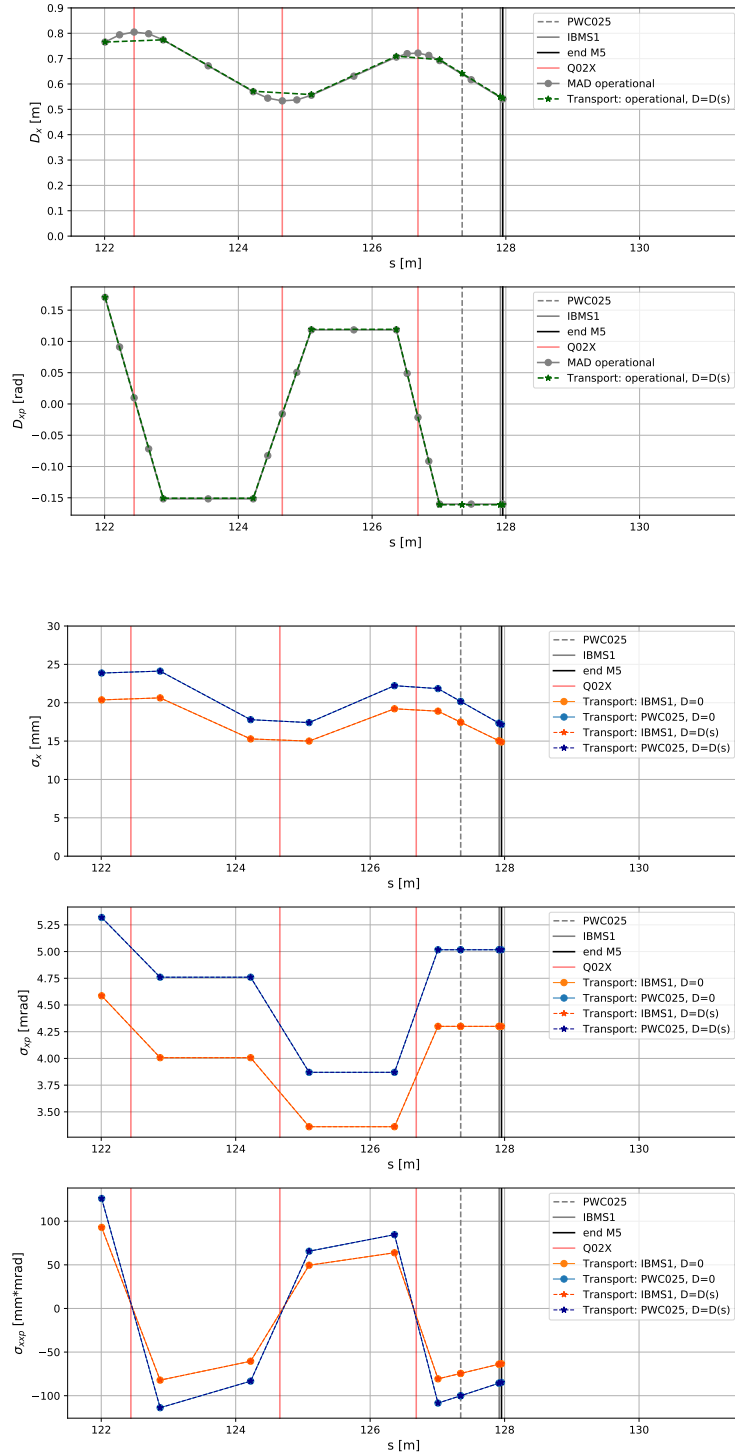 0.9
0.8
0.7
0.6
0.5
0.4
0.3
0.2
0.1
0.0
D_x [m]
122 124 126 128 130
s [m]
PWC025
IBMS1
end M5
Q02X
MAD operational
Transport: operational, D=D(s)
0.15
0.10
0.05
0.00
−0.05
−0.10
−0.15
D_xp [rad]
122 124 126 128 130
s [m]
PWC025
IBMS1
end M5
Q02X
MAD operational
Transport: operational, D=D(s)
30
25
20
15
10
5
0
σ_x [mm]
122 124 126 128 130
s [m]
PWC025
IBMS1
end M5
Q02X
Transport: IBMS1, D=0
Transport: PWC025, D=0
Transport: IBMS1, D=D(s)
Transport: PWC025, D=D(s)
5.25
5.00
4.75
4.50
4.25
4.00
3.75
3.50
σ_xp [mrad]
122 124 126 128 130
s [m]
PWC025
IBMS1
end M5
Q02X
Transport: IBMS1, D=0
Transport: PWC025, D=0
Transport: IBMS1, D=D(s)
Transport: PWC025, D=D(s)
100
50
0
−50
−100
σ_xxp [mm*mrad]
122 124 126 128 130
s [m]
PWC025
IBMS1
end M5
Q02X
Transport: IBMS1, D=0
Transport: PWC025, D=0
Transport: IBMS1, D=D(s)
Transport: PWC025, D=D(s)